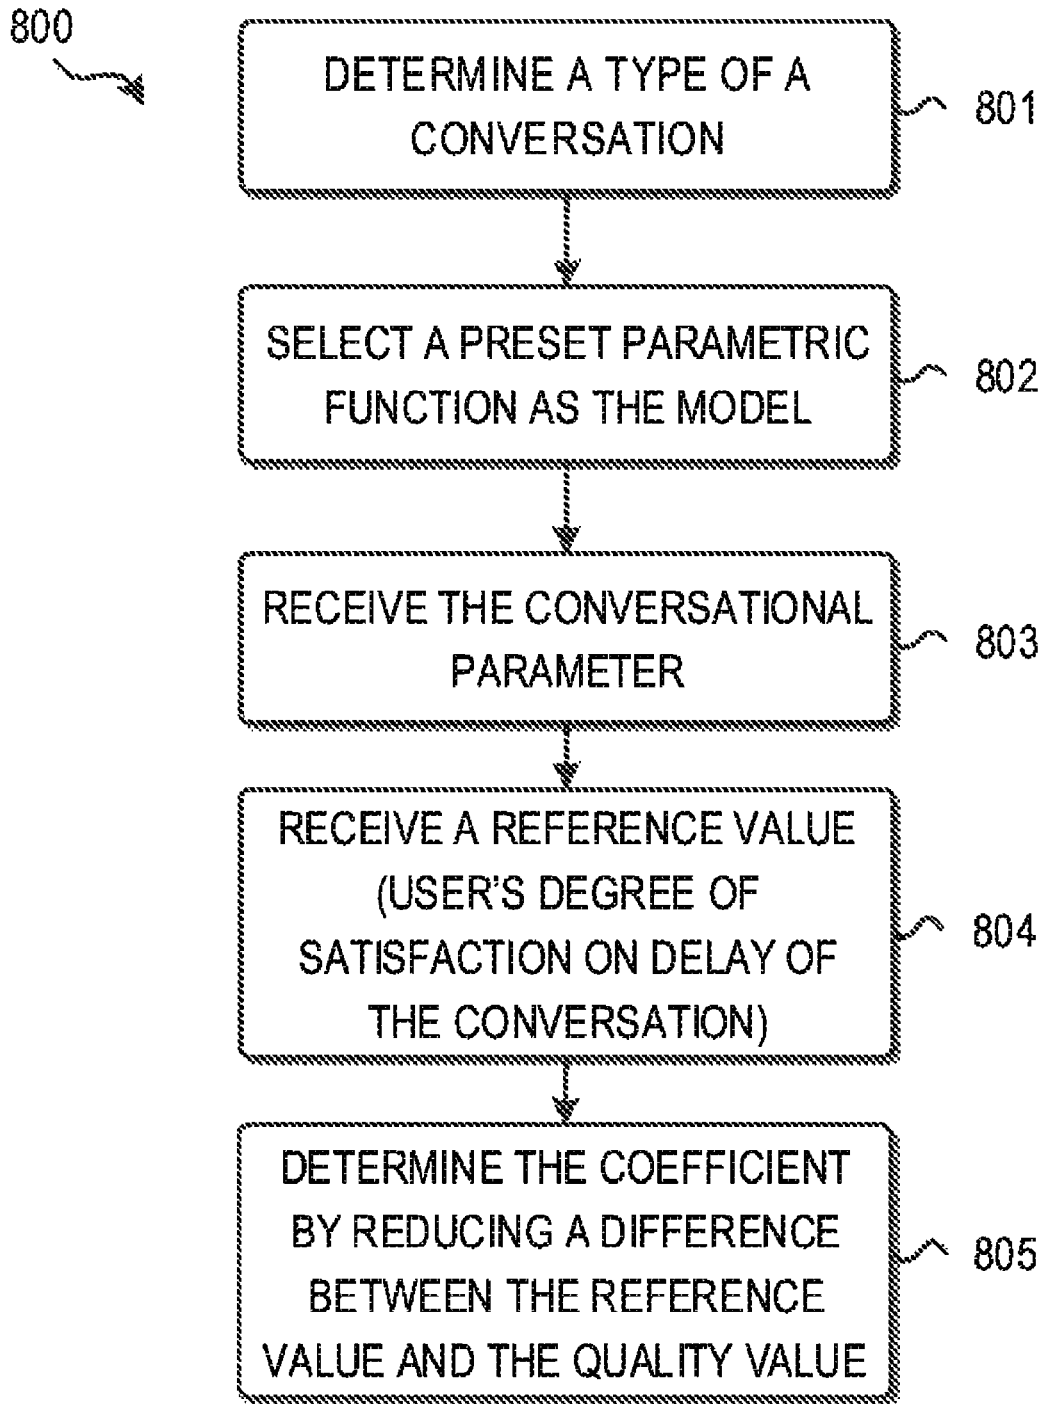 800
DETERMINE A TYPE OF A
CONVERSATION
801
SELECT A PRESET PARAMETRIC
FUNCTION AS THE MODEL
802
RECEIVE THE CONVERSATIONAL
PARAMETER
803
RECEIVE A REFERENCE VALUE
(USER'S DEGREE OF
SATISFACTION ON DELAY OF
THE CONVERSATION)
804
DETERMINE THE COEFFICIENT
BY REDUCING A DIFFERENCE
BETWEEN THE REFERENCE
VALUE AND THE QUALITY VALUE
805